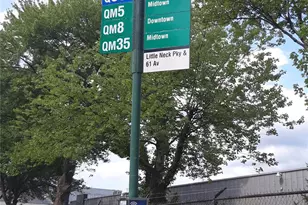 QM5
QM8
QM35
Midtown
Downtown
Midtown
Little Neck Pky &
61 Av